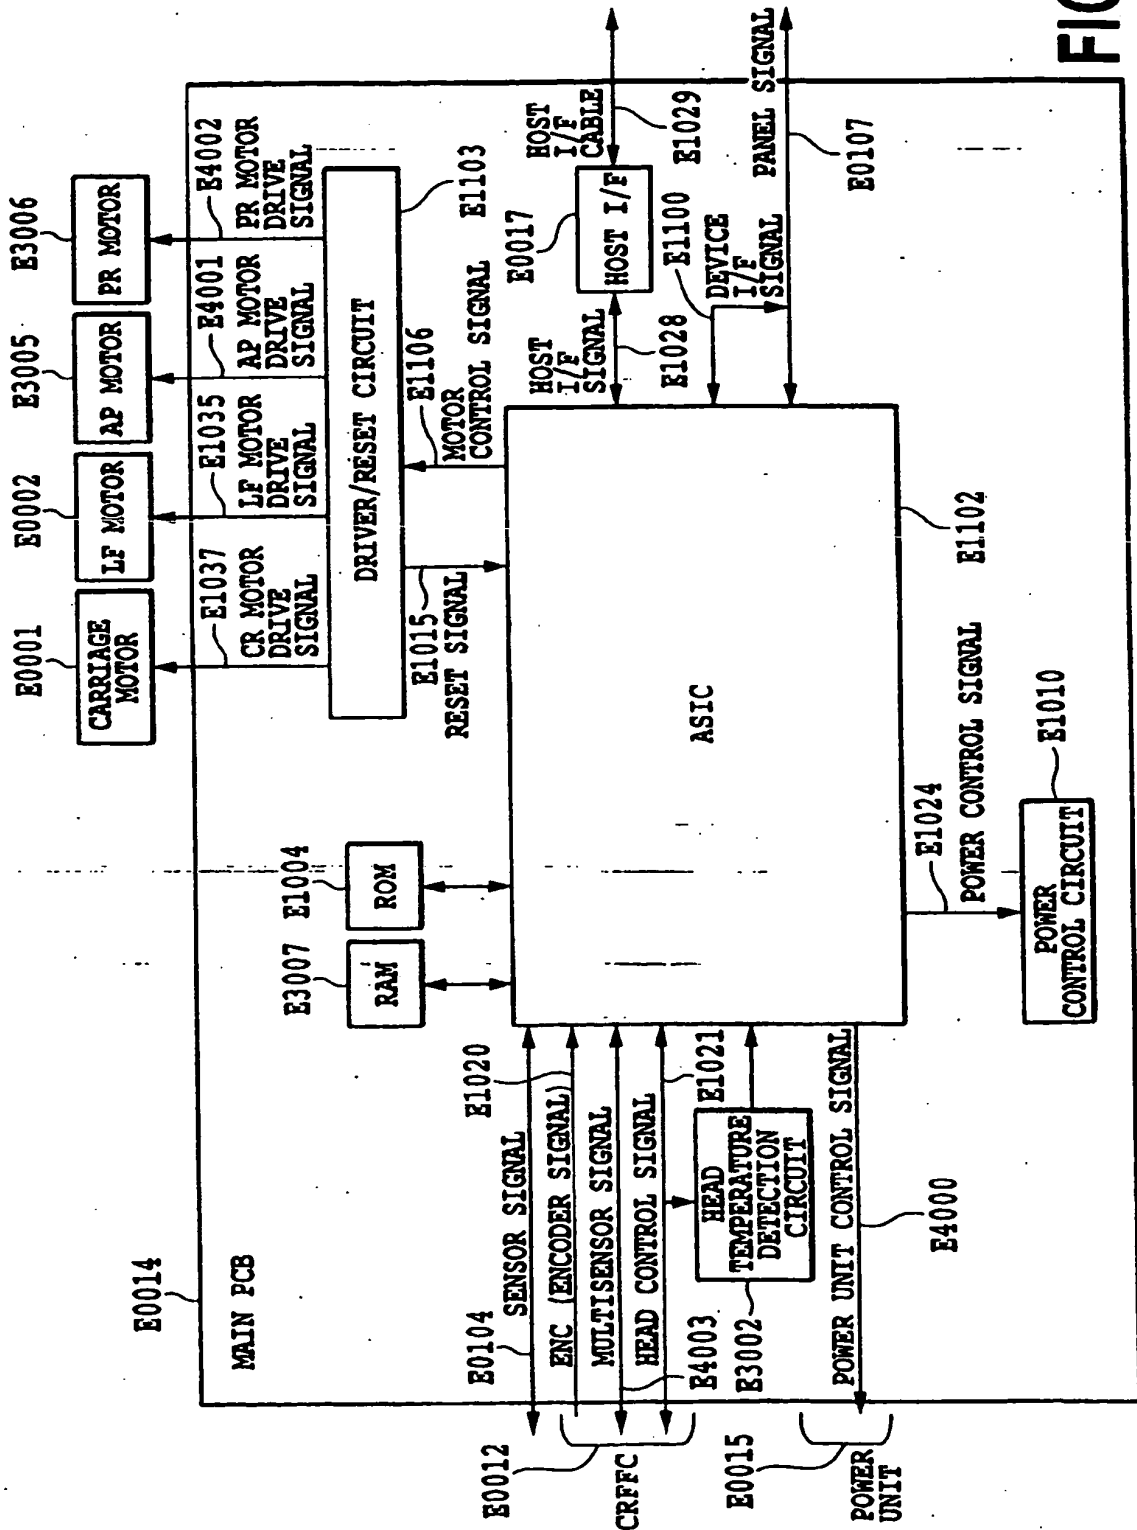 E0014
MAIN PCB
E0001
CARRIAGE
MOTOR
E0002
LF MOTOR
E3005
AP MOTOR
E3006
PR MOTOR
E1037
CR MOTOR
DRIVE
SIGNAL
E1035
LF MOTOR
DRIVE
SIGNAL
E4001
AP MOTOR
DRIVE
SIGNAL
E4002
PR MOTOR
DRIVE
SIGNAL
DRIVER/RESET CIRCUIT
E1103
E3007
RAM
E1004
ROM
E1015
RESET SIGNAL
E1106
MOTOR
CONTROL SIGNAL
E0104
SENSOR SIGNAL
E1020
ENC (ENCODER SIGNAL)
MULTISENSOR SIGNAL
HEAD CONTROL SIGNAL
E4003
E1021
E0012
CRFFC
HEAD
TEMPERATURE
DETECTION
CIRCUIT
E3002
POWER UNIT CONTROL SIGNAL
E4000
E0015
POWER
UNIT
ASIC
E1102
HOST
I/F
SIGNAL
E1028
E0017
HOST I/F
HOST
I/F
CABLE
E1029
E1100
DEVICE
I/F
SIGNAL
PANEL SIGNAL
E0107
E1024
POWER CONTROL SIGNAL
POWER
CONTROL CIRCUIT
E1010